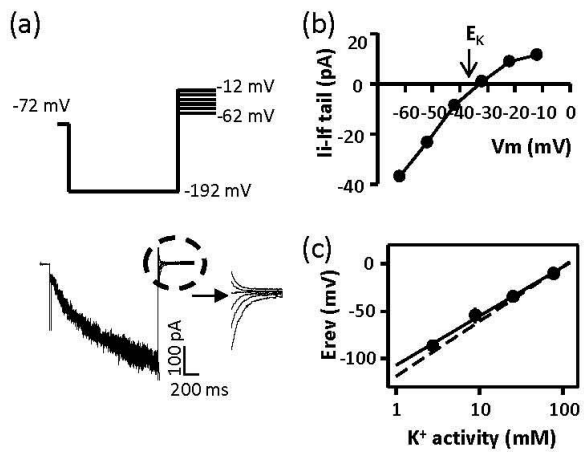 (a)
-72 mV
-12 mV
-62 mV
-192 mV
100 pA
200 ms
(b)
Ii-If tail (pA)
20
0
-20
-40
EK
-60 -50 -40 -30 -20 -10 0
Vm (mV)
(c)
Erev (mv)
0
-50
-100
1 10 100
K+ activity (mM)